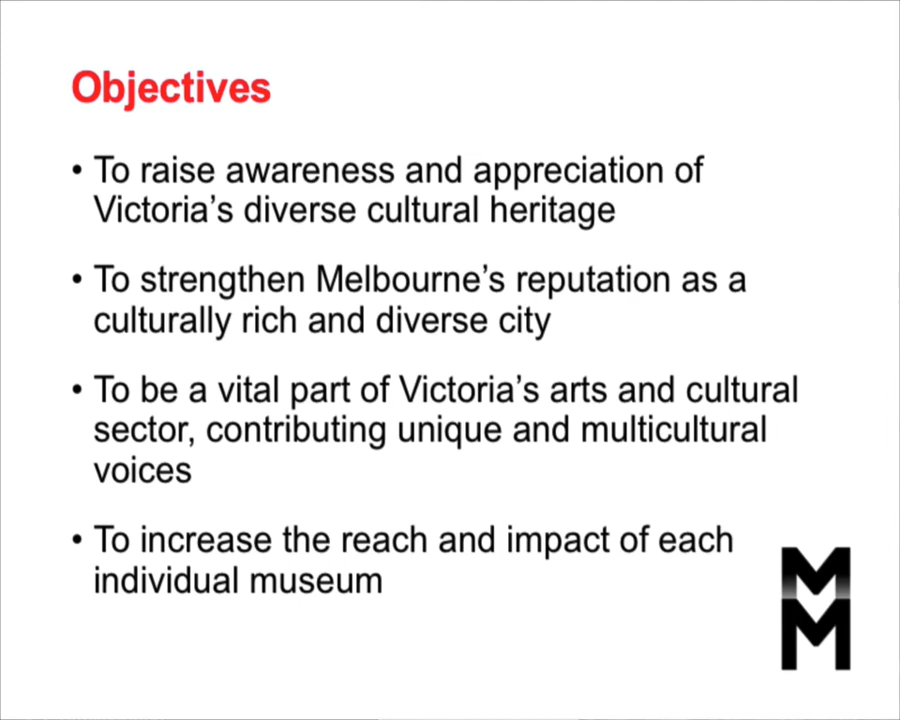 Objectives
• To raise awareness and appreciation of
Victoria's diverse cultural heritage
• To strengthen Melbourne's reputation as a
culturally rich and diverse city
• To be a vital part of Victoria's arts and cultural
sector, contributing unique and multicultural
voices
• To increase the reach and impact of each
individual museum
M
M